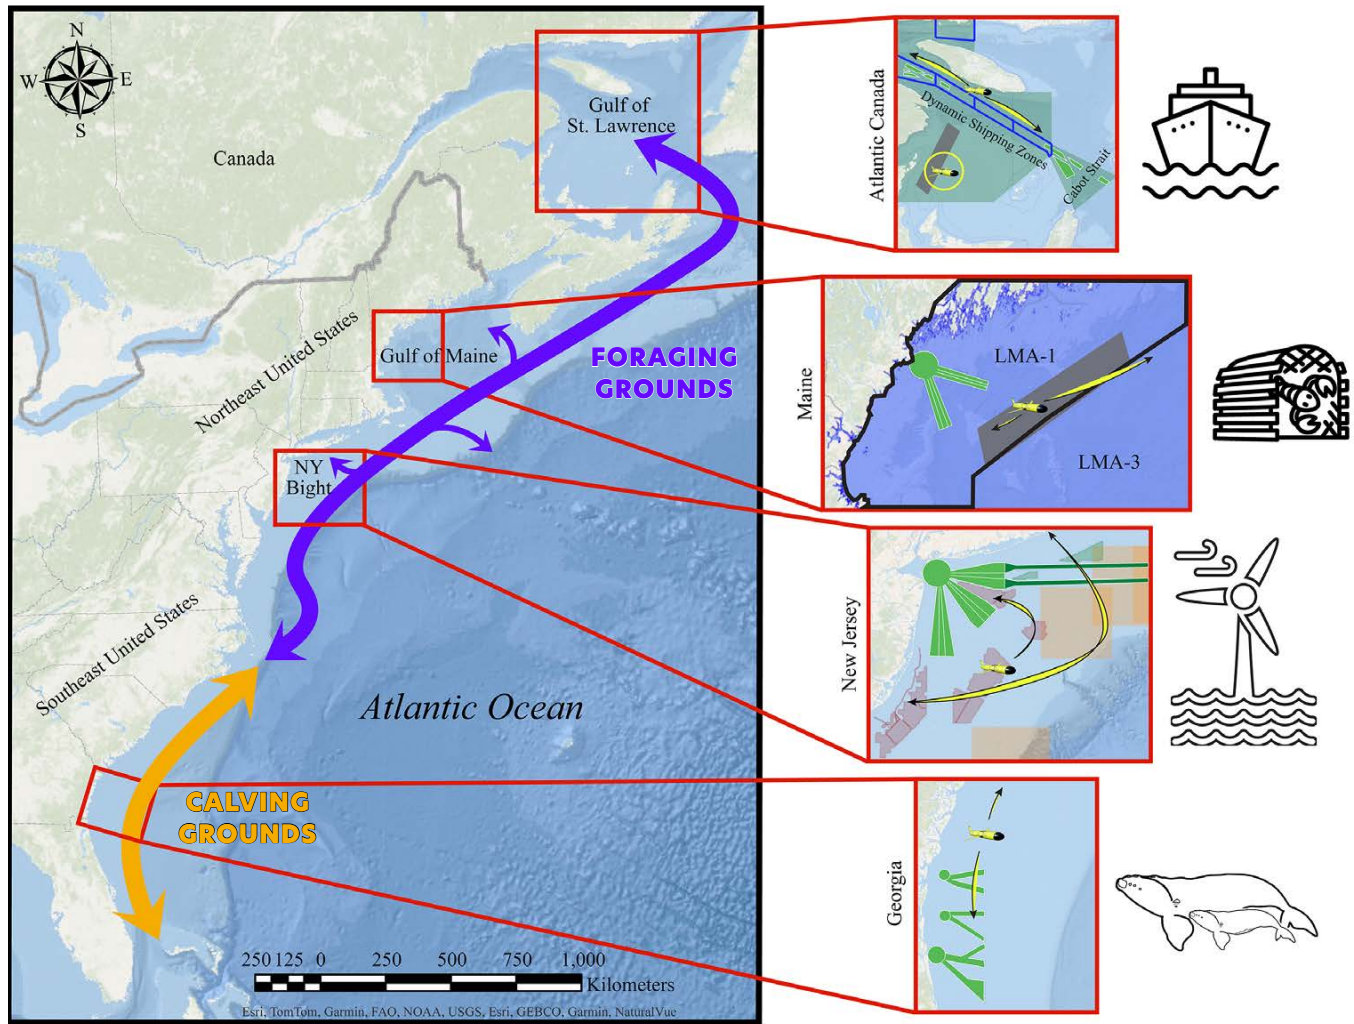 N
W
E
S
Canada
Gulf of
St. Lawrence
Northeast United States
Gulf of Maine
FORAGING
GROUNDS
NY
Bight
Southeast United States
Atlantic Ocean
CALVING
GROUNDS
250 125 0 250 500 750 1,000
Kilometers
Esri, TomTom, Garmin, FAO, NOAA, USGS, Esri, GEBCO, Garmin, NaturalVue
Atlantic Canada
Dynamic Shipping Zones
Cabot Strait
Maine
LMA-1
LMA-3
New Jersey
Georgia